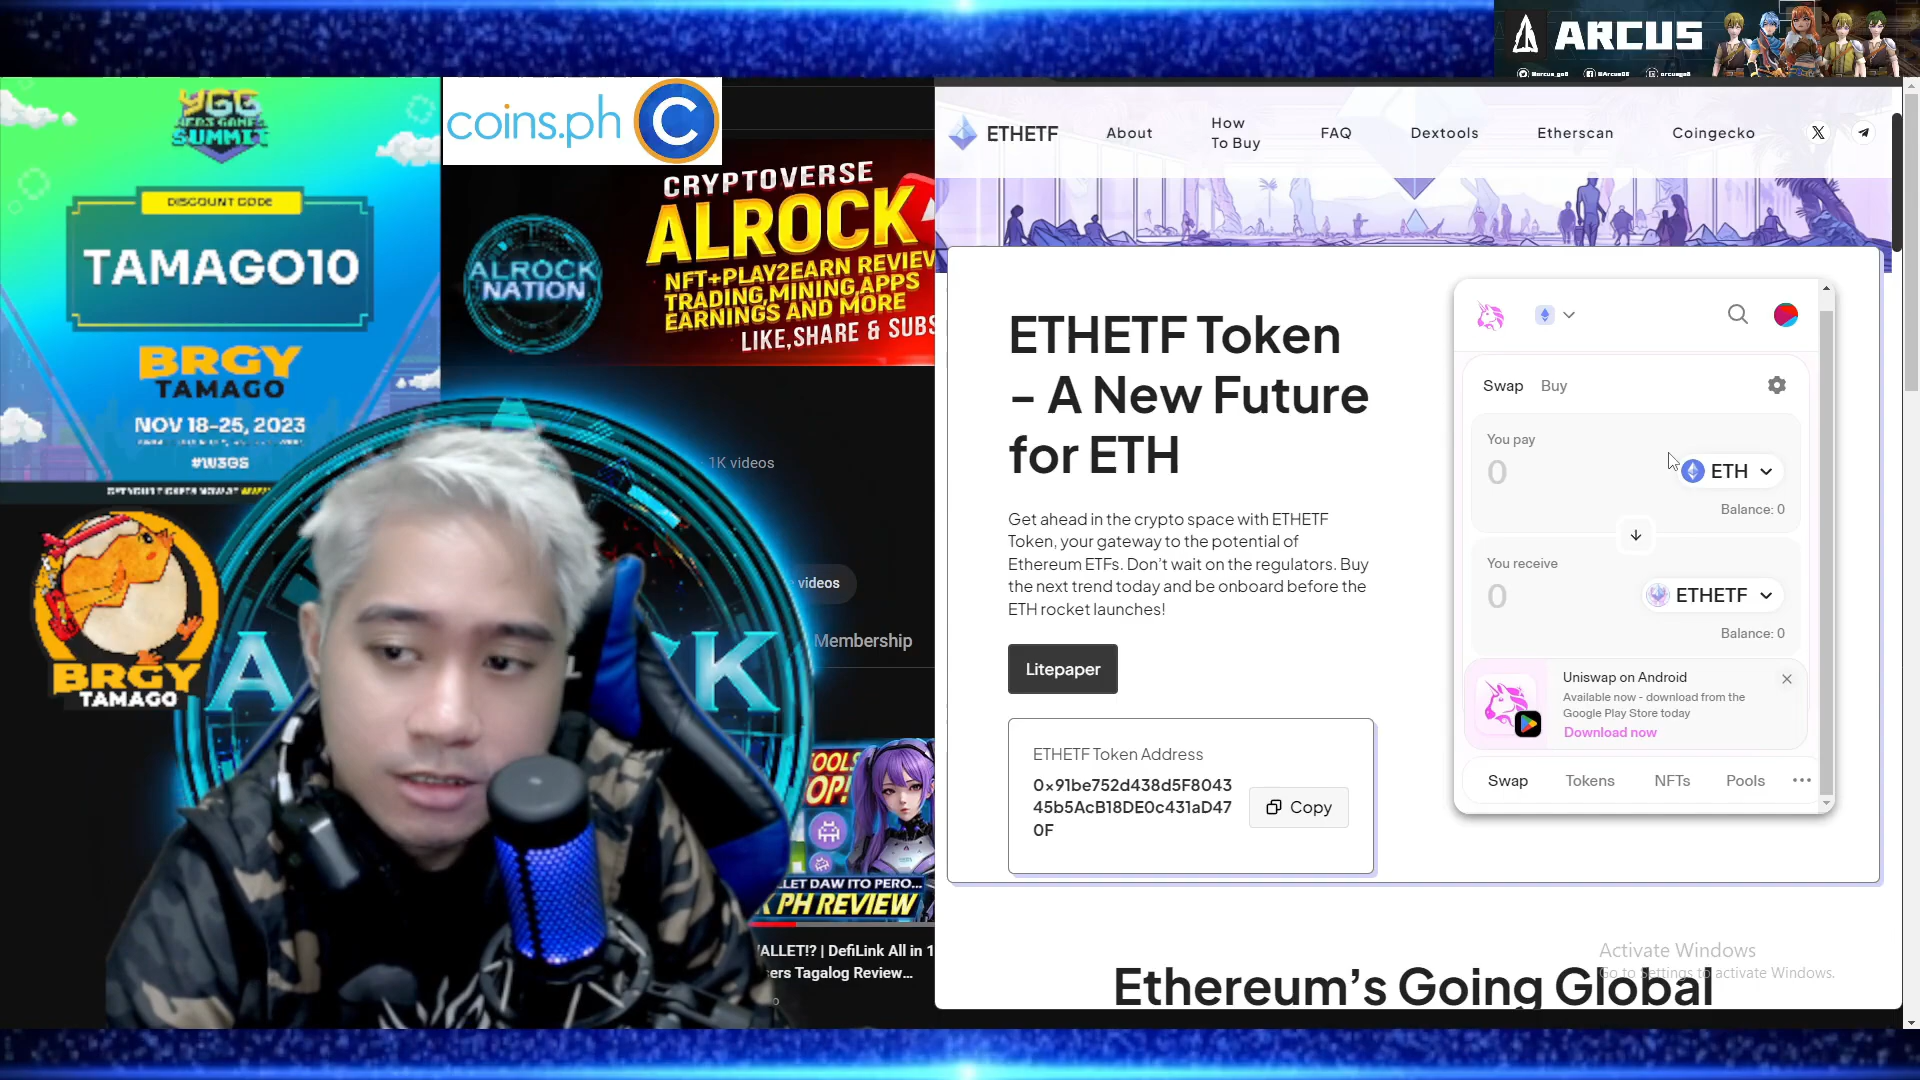 ARCUS
YGG
WEB3 GAMES
SUMMIT
DISCOUNT CODE
TAMAGO10
BRGY
TAMAGO
NOV 18-25, 2023
#W3GS
BRGY
TAMAGO
coins.ph
CRYPTOVERSE
ALROCK
NFT+PLAY2EARN REVIEW
TRADING,MINING,APPS
EARNINGS AND MORE
LIKE,SHARE & SUBS
ALROCK
NATION
1K videos
videos
Membership
A
K
OOLS
OP!
LLET DAW ITO PERO...
K PH REVIEW
ALLET!? | DefiLink All in 1
sers Tagalog Review...
ETHETF
About
How
To Buy
FAQ
Dextools
Etherscan
Coingecko
ETHETF Token
– A New Future
for ETH
Get ahead in the crypto space with ETHETF
Token, your gateway to the potential of
Ethereum ETFs. Don’t wait on the regulators. Buy
the next trend today and be onboard before the
ETH rocket launches!
Litepaper
ETHETF Token Address
0x91be752d438d5F8043
45b5AcB18DE0c431aD47
0F
Copy
Swap Buy
You pay
0
ETH
Balance: 0
You receive
0
ETHETF
Balance: 0
Uniswap on Android
Available now - download from the
Google Play Store today
Download now
Swap Tokens NFTs Pools ...
Ethereum’s Going Global
Activate Windows
Go to Settings to activate Windows.